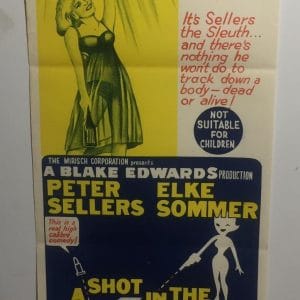 It's Sellers
the Sleuth...
and there's
nothing he
won't do to
track down a
body—dead
or alive!
NOT
SUITABLE
FOR
CHILDREN
THE MIRISCH CORPORATION presents
A BLAKE EDWARDS PRODUCTION
PETER SELLERS
ELKE SOMMER
This is a
real high
calibre
comedy!
A SHOT
IN THE